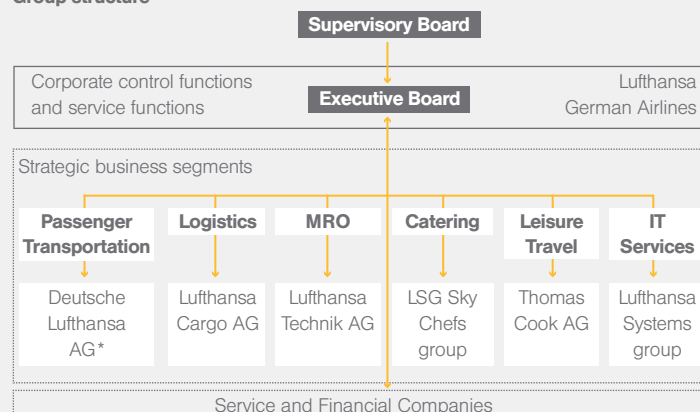 Group structure
Supervisory Board
Corporate control functions
and service functions
Executive Board
Lufthansa
German Airlines
Strategic business segments
Passenger
Transportation
Logistics
MRO
Catering
Leisure
Travel
IT
Services
Deutsche
Lufthansa
AG*
Lufthansa
Cargo AG
Lufthansa
Technik AG
LSG Sky
Chefs
group
Thomas
Cook AG
Lufthansa
Systems
group
Service and Financial Companies